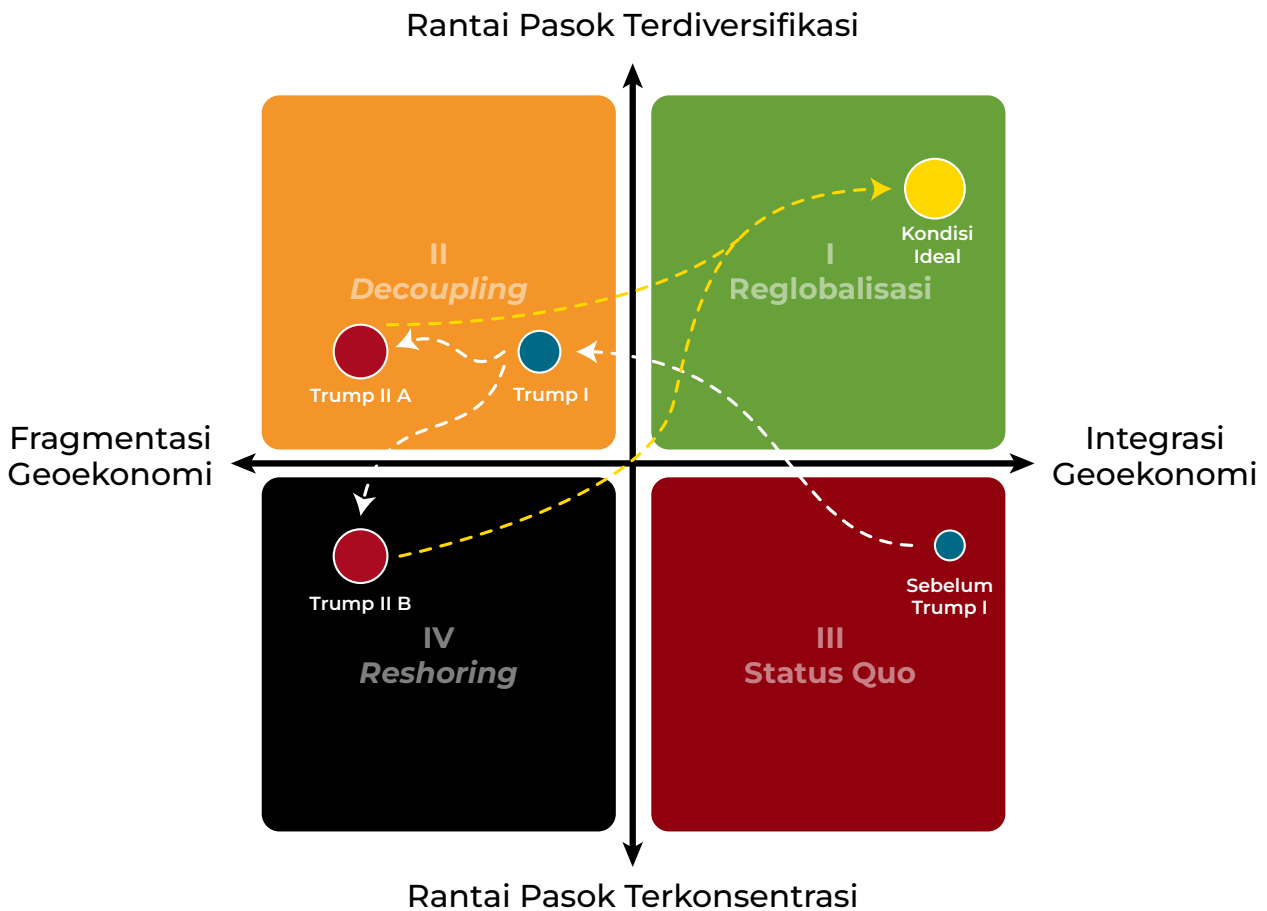 Rantai Pasok Terdiversifikasi
II
Decoupling
Trump II A
Trump I
I
Reglobalisasi
Kondisi
Ideal
Fragmentasi
Geoekonomi
Integrasi
Geoekonomi
Trump II B
IV
Reshoring
Sebelum
Trump I
III
Status Quo
Rantai Pasok Terkonsentrasi